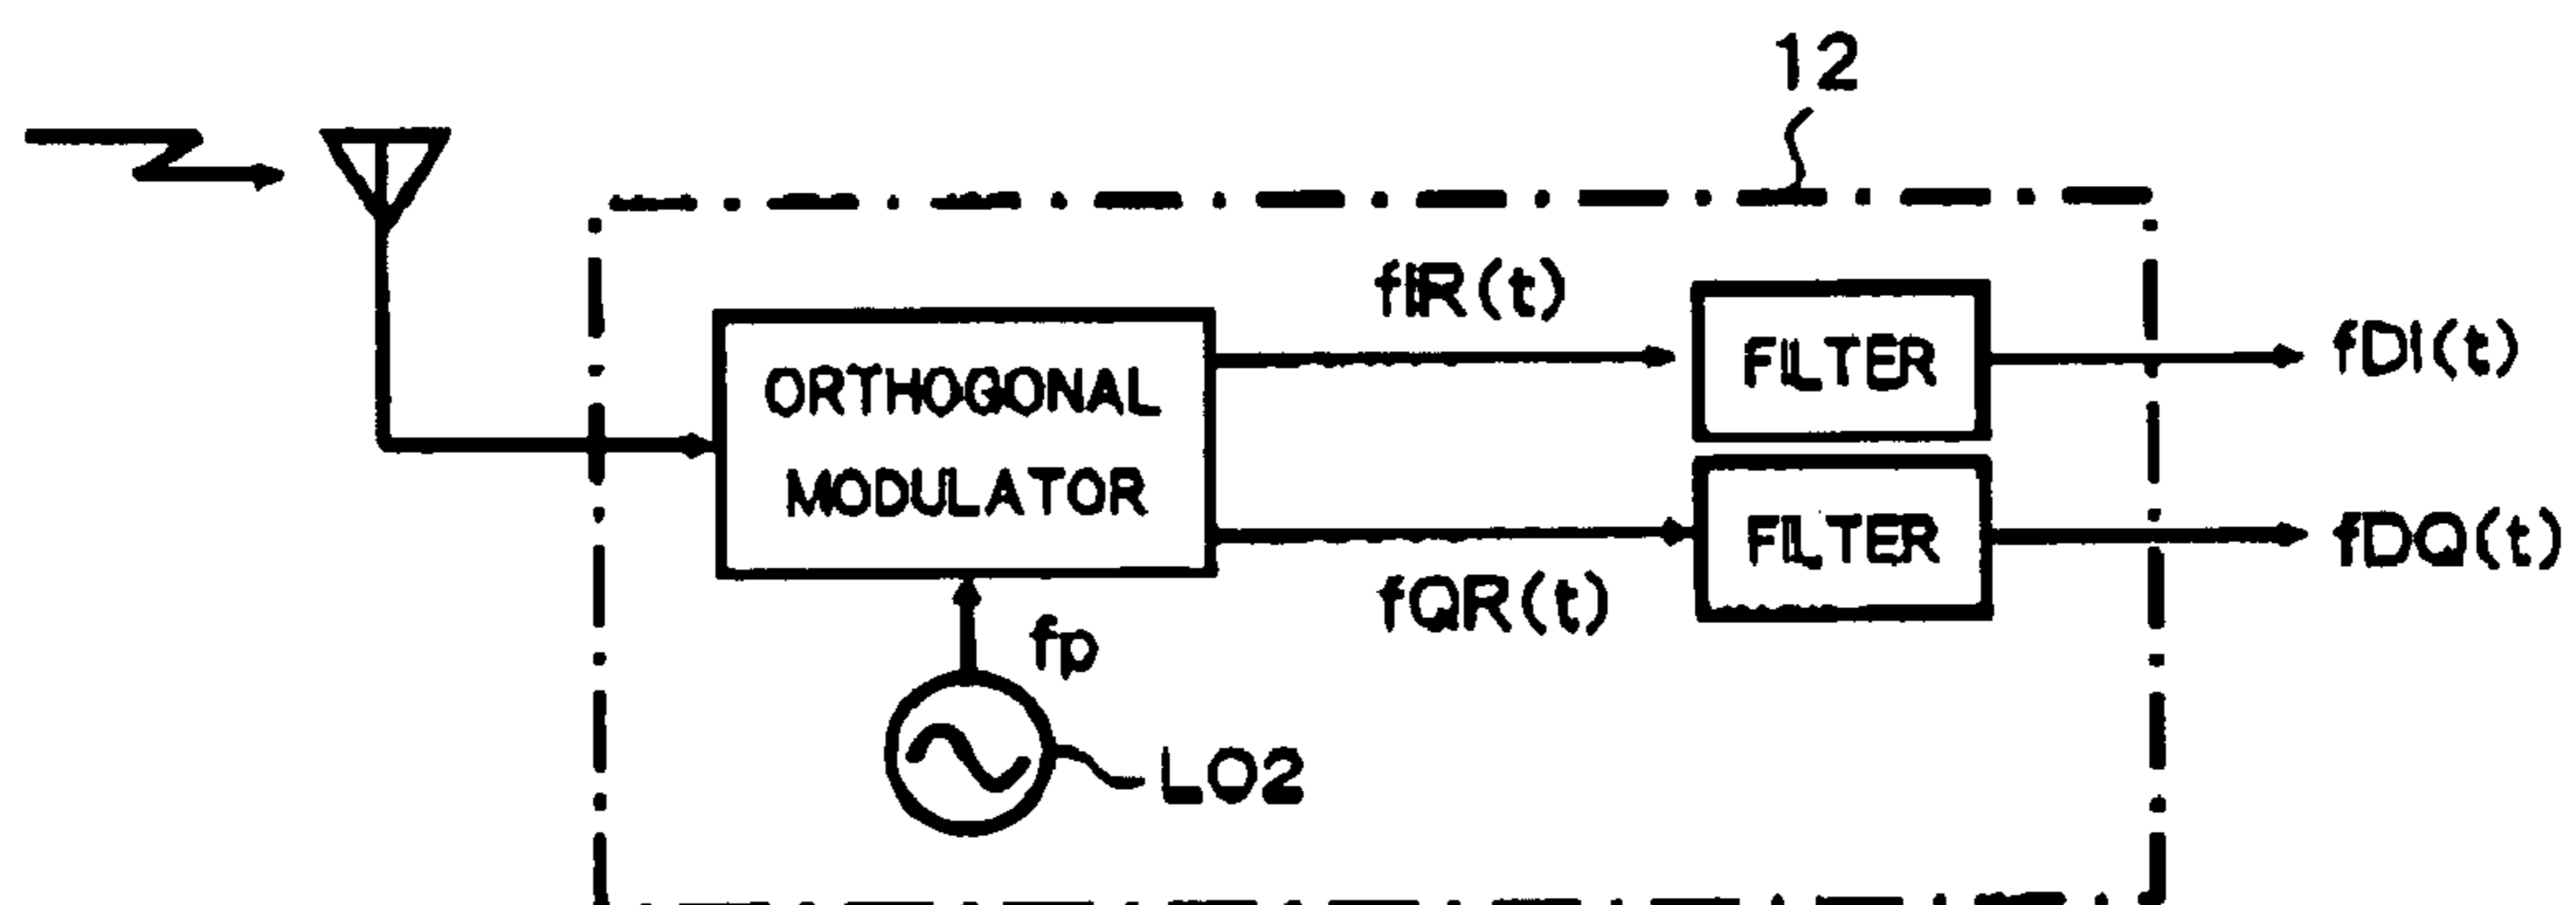 12
fIR(t)
FILTER
fDI(t)
ORTHOGONAL
MODULATOR
FILTER
fDQ(t)
fQR(t)
fp
LO2